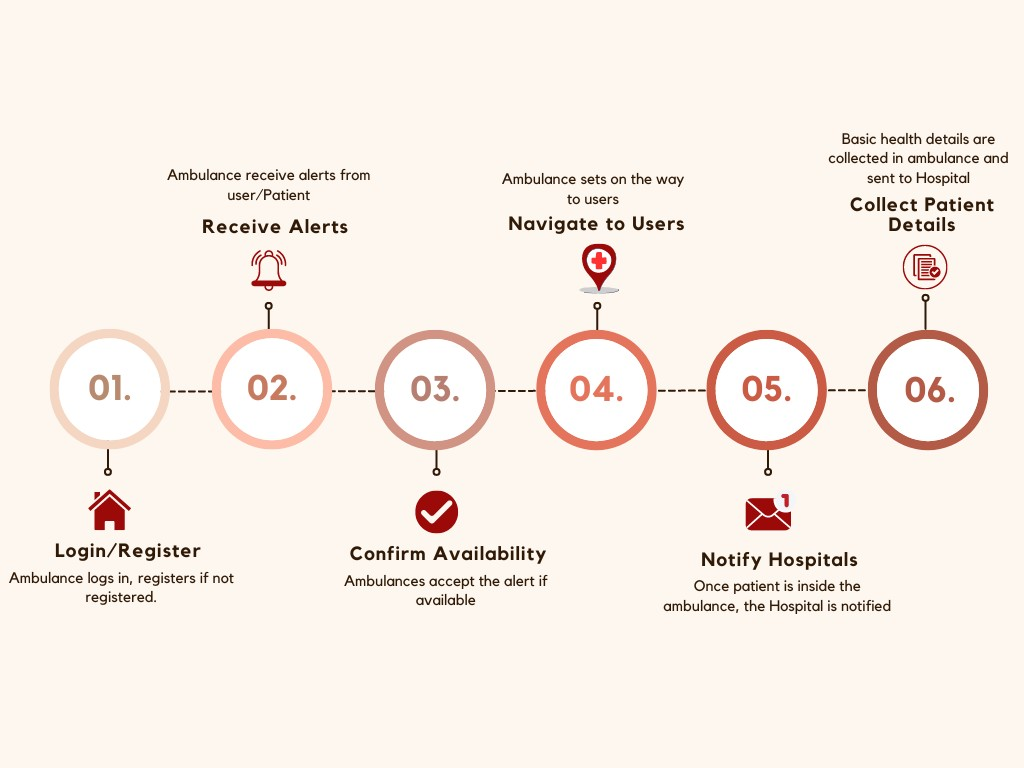 01.
Login/Register
Ambulance logs in, registers if not
registered.
Ambulance receive alerts from
user/Patient
Receive Alerts
02.
03.
Confirm Availability
Ambulances accept the alert if
available
Ambulance sets on the way
to users
Navigate to Users
04.
05.
1
Notify Hospitals
Once patient is inside the
ambulance, the Hospital is notified
Basic health details are
collected in ambulance and
sent to Hospital
Collect Patient
Details
06.